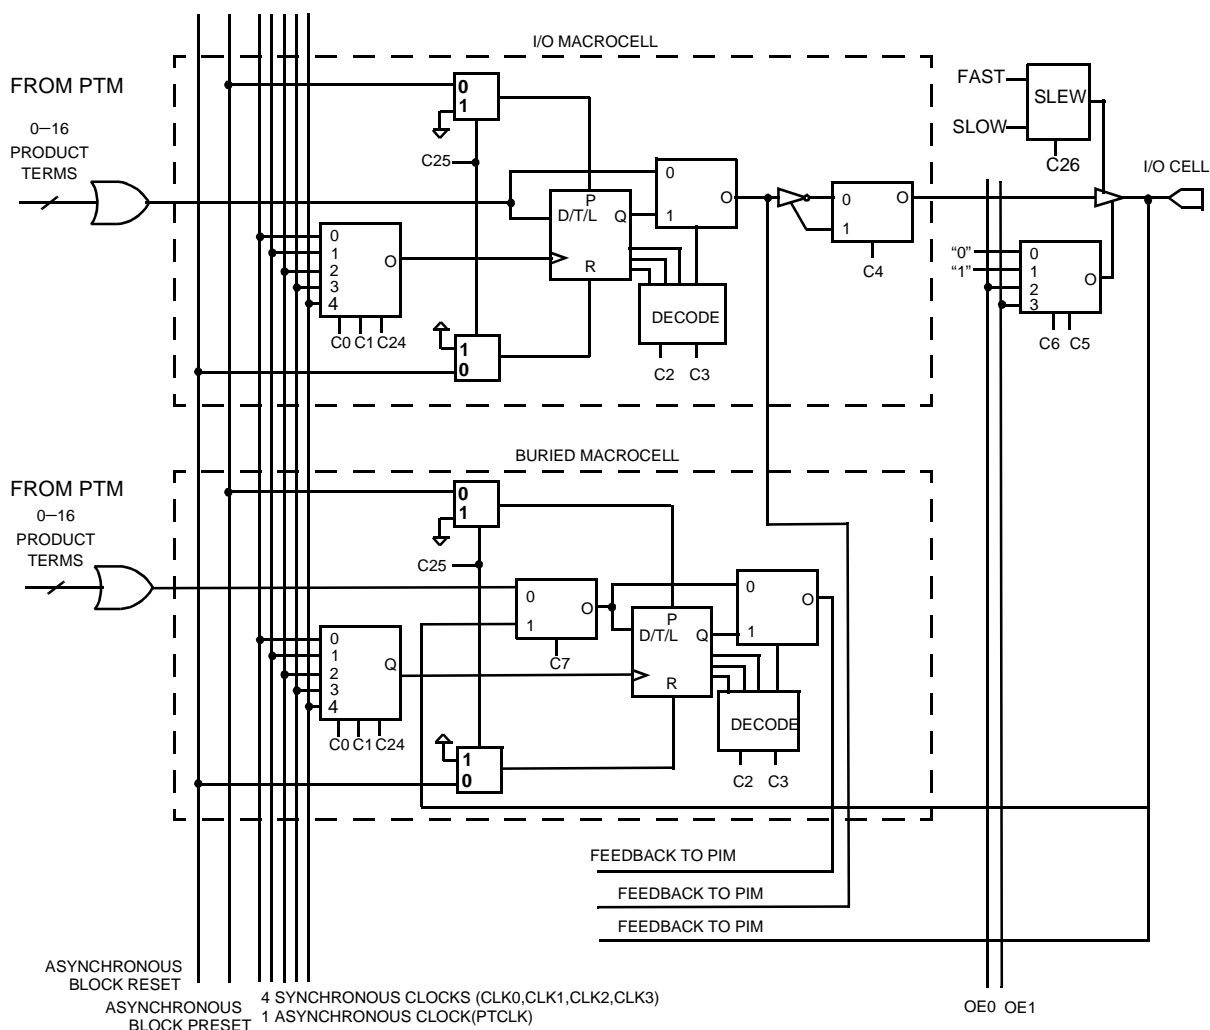 I/O MACROCELL
FROM PTM
0–16
PRODUCT
TERMS
0
1
C25
FAST
SLOW
SLEW
C26
I/O CELL
P
D/T/L
Q
R
0
1
O
0
1
O
C4
0
1
2
3
4
O
C0 C1 C24
1
0
DECODE
C2 C3
"0"
"1"
0
1
2
3
O
C6 C5
BURIED MACROCELL
FROM PTM
0–16
PRODUCT
TERMS
0
1
C25
0
1
O
C7
P
D/T/L
Q
R
0
1
O
0
1
2
3
4
Q
C0 C1 C24
1
0
DECODE
C2 C3
FEEDBACK TO PIM
FEEDBACK TO PIM
FEEDBACK TO PIM
ASYNCHRONOUS
BLOCK RESET
ASYNCHRONOUS
BLOCK PRESET
4 SYNCHRONOUS CLOCKS (CLK0,CLK1,CLK2,CLK3)
1 ASYNCHRONOUS CLOCK(PTCLK)
OE0 OE1